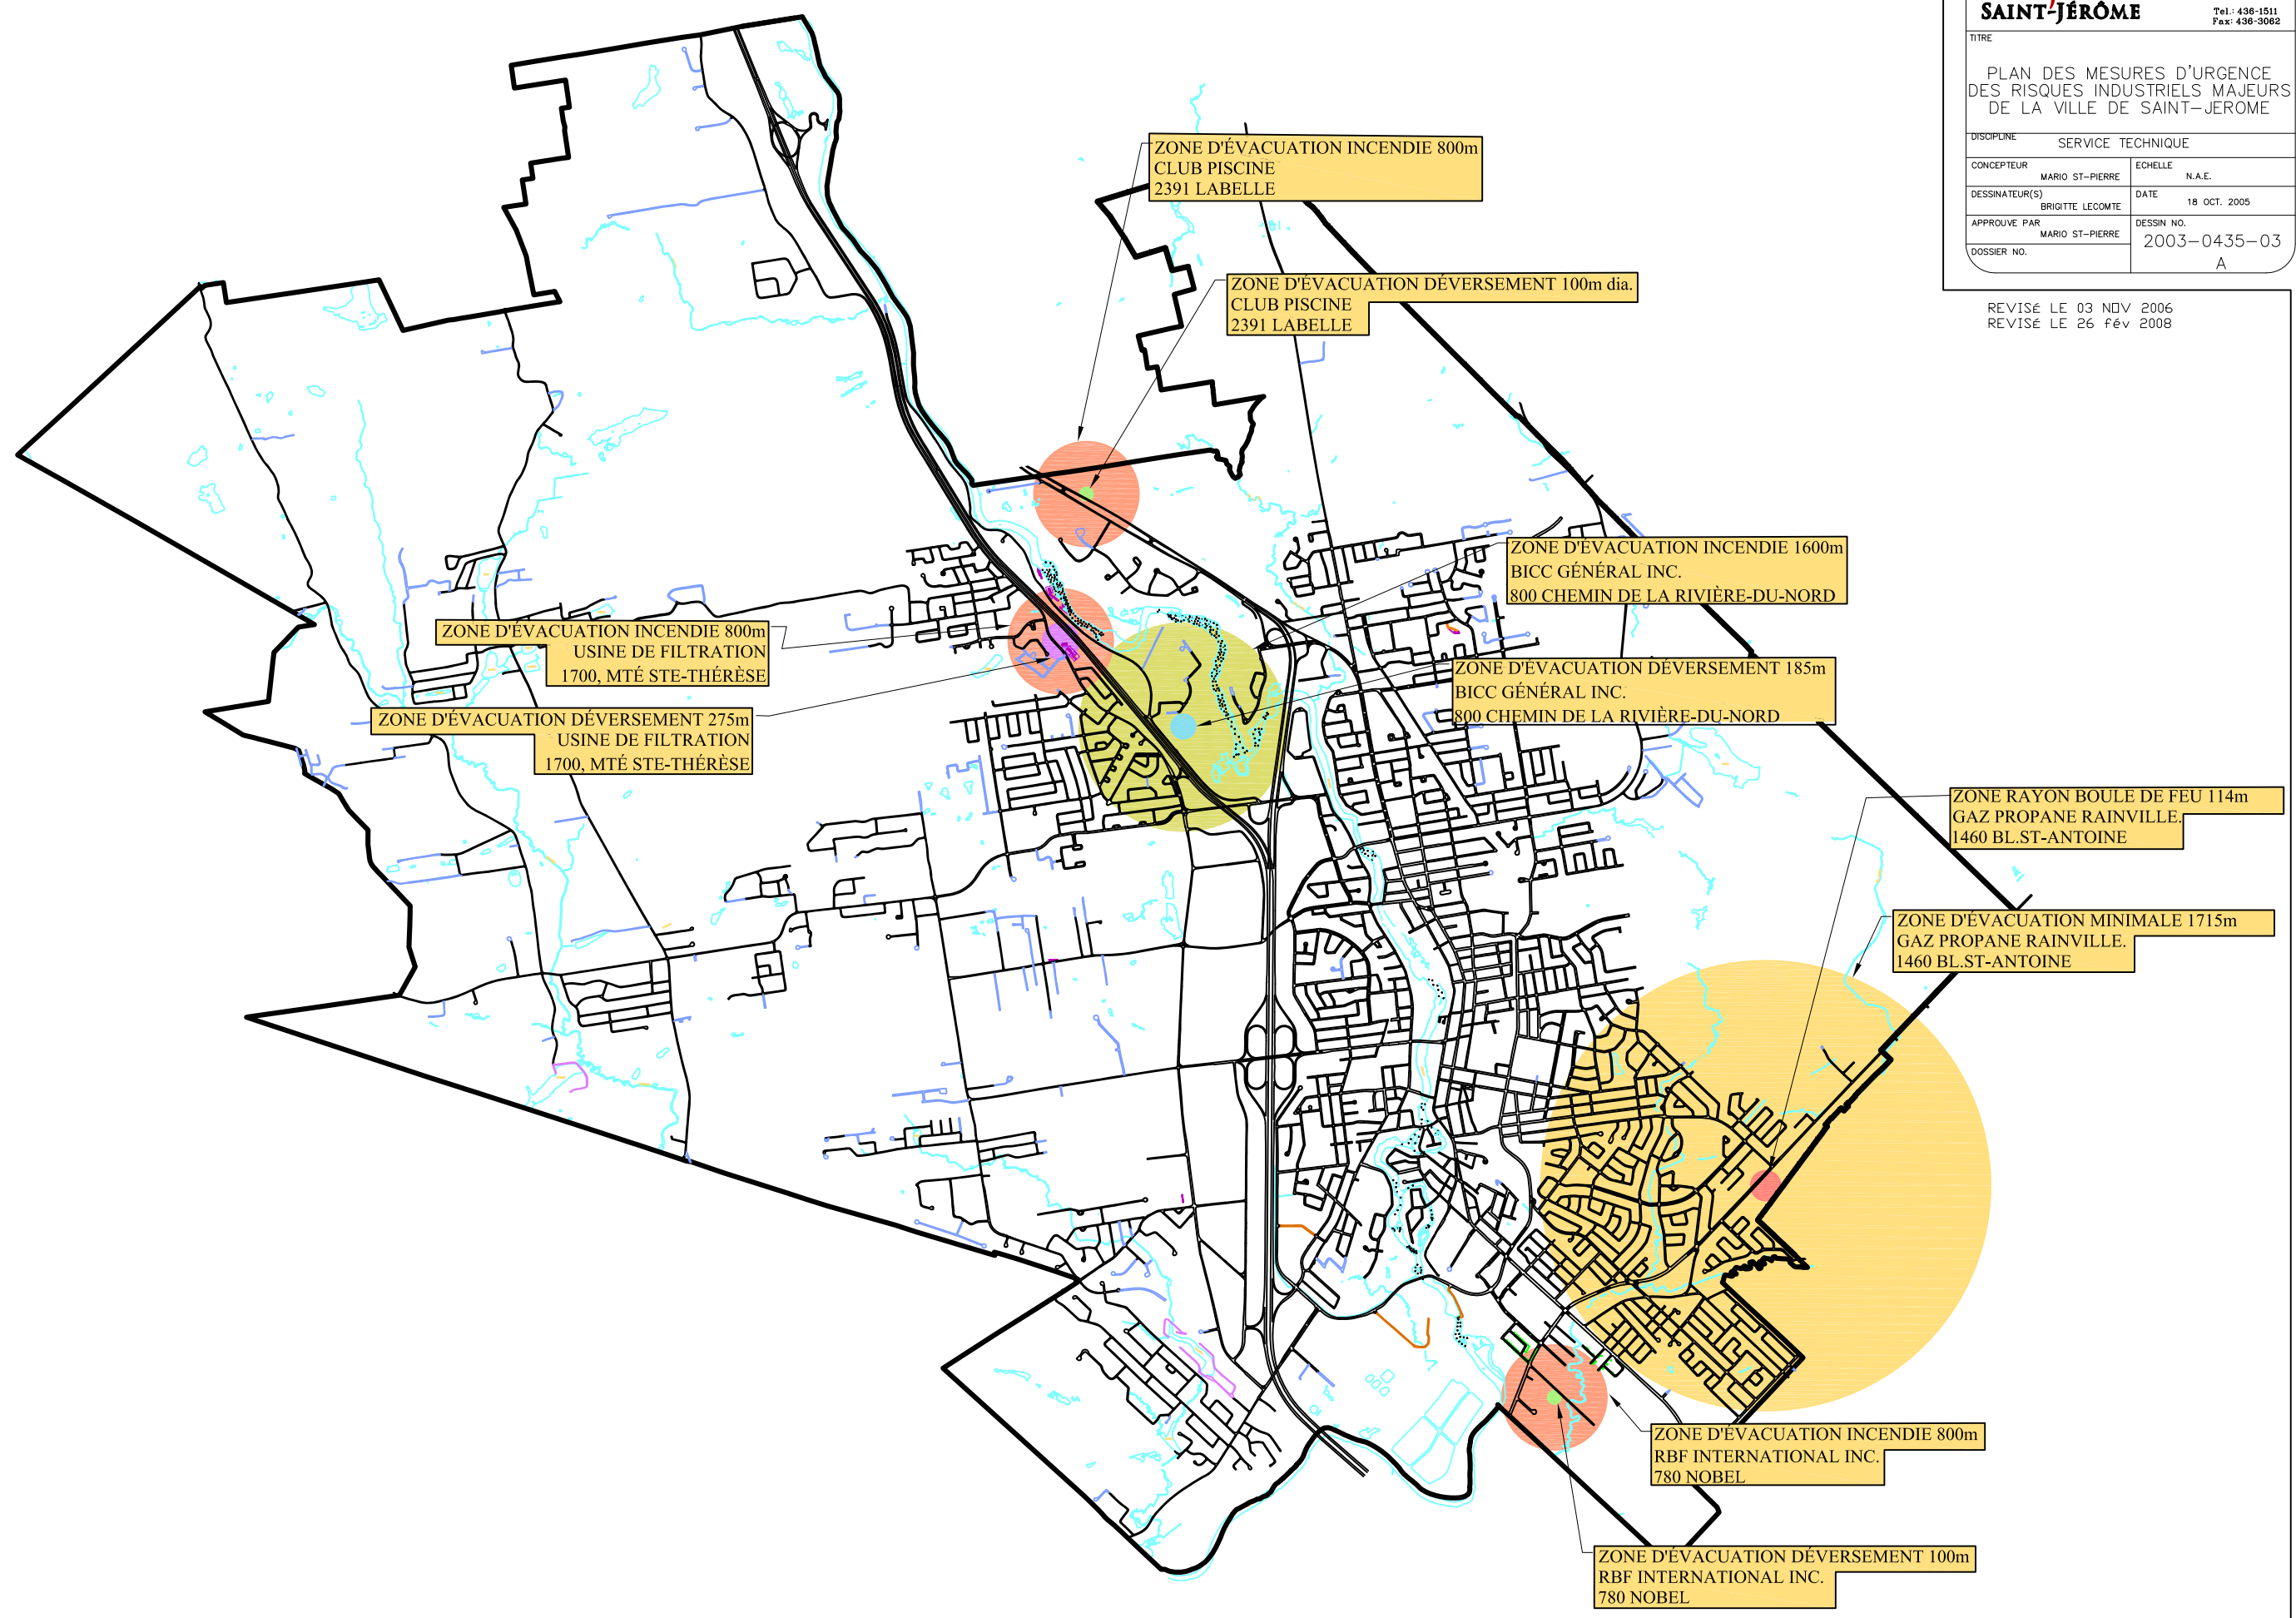 SAINT-JÉRÔME
Tel.: 436-1511
Fax: 436-3062
TITRE
PLAN DES MESURES D'URGENCE
DES RISQUES INDUSTRIELS MAJEURS
DE LA VILLE DE SAINT-JEROME
DISCIPLINE
SERVICE TECHNIQUE
CONCEPTEUR
MARIO ST-PIERRE
ECHELLE
N.A.E.
DESSINATEUR(S)
BRIGITTE LECOMTE
DATE
18 OCT. 2005
APPROUVE PAR
MARIO ST-PIERRE
DESSIN NO.
2003-0435-03
A
DOSSIER NO.
REVISÉ LE 03 NOV 2006
REVISÉ LE 26 fév 2008
ZONE D'ÉVACUATION INCENDIE 800m
CLUB PISCINE
2391 LABELLE
ZONE D'ÉVACUATION DÉVERSEMENT 100m dia.
CLUB PISCINE
2391 LABELLE
ZONE D'ÉVACUATION INCENDIE 1600m
BICC GÉNÉRAL INC.
800 CHEMIN DE LA RIVIÈRE-DU-NORD
ZONE D'ÉVACUATION INCENDIE 800m
USINE DE FILTRATION
1700, MTÉ STE-THÉRÈSE
ZONE D'ÉVACUATION DÉVERSEMENT 185m
BICC GÉNÉRAL INC.
800 CHEMIN DE LA RIVIÈRE-DU-NORD
ZONE D'ÉVACUATION DÉVERSEMENT 275m
USINE DE FILTRATION
1700, MTÉ STE-THÉRÈSE
ZONE RAYON BOULE DE FEU 114m
GAZ PROPANE RAINVILLE.
1460 BL.ST-ANTOINE
ZONE D'ÉVACUATION MINIMALE 1715m
GAZ PROPANE RAINVILLE.
1460 BL.ST-ANTOINE
ZONE D'ÉVACUATION INCENDIE 800m
RBF INTERNATIONAL INC.
780 NOBEL
ZONE D'ÉVACUATION DÉVERSEMENT 100m
RBF INTERNATIONAL INC.
780 NOBEL